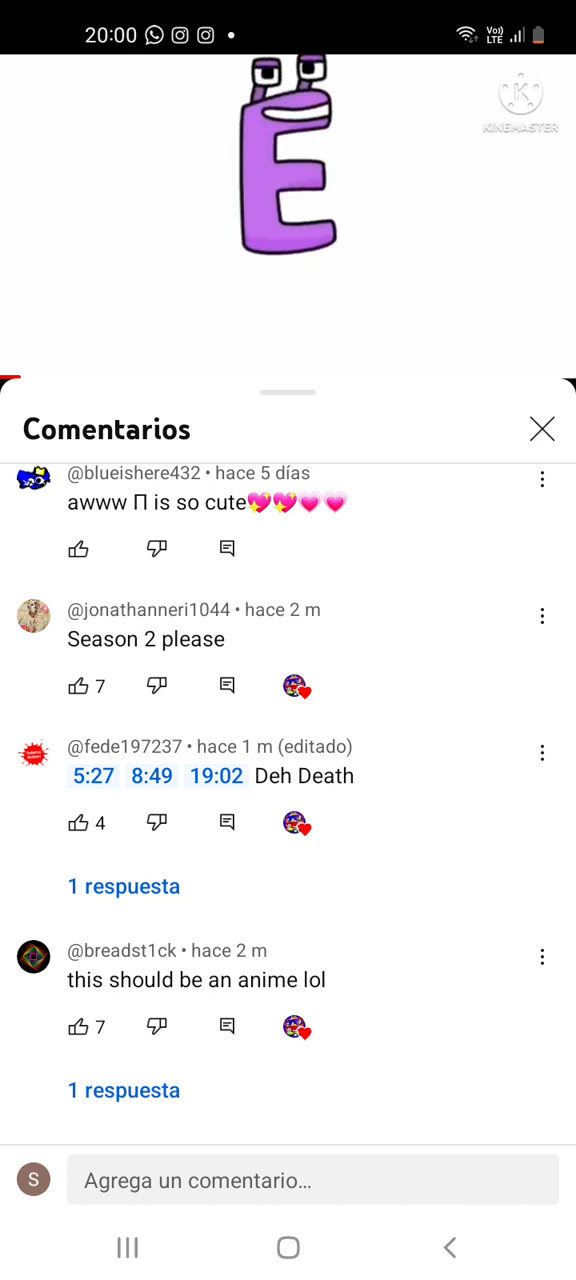 20:00
Vo))
LTE
KINEMASTER
Comentarios
@blueishere432 • hace 5 días
awww П is so cute💖💖💗💗
@jonathanneri1044 • hace 2 m
Season 2 please
7
@fede197237 • hace 1 m (editado)
5:27 8:49 19:02 Deh Death
4
1 respuesta
@breadst1ck • hace 2 m
this should be an anime lol
7
1 respuesta
S
Agrega un comentario...